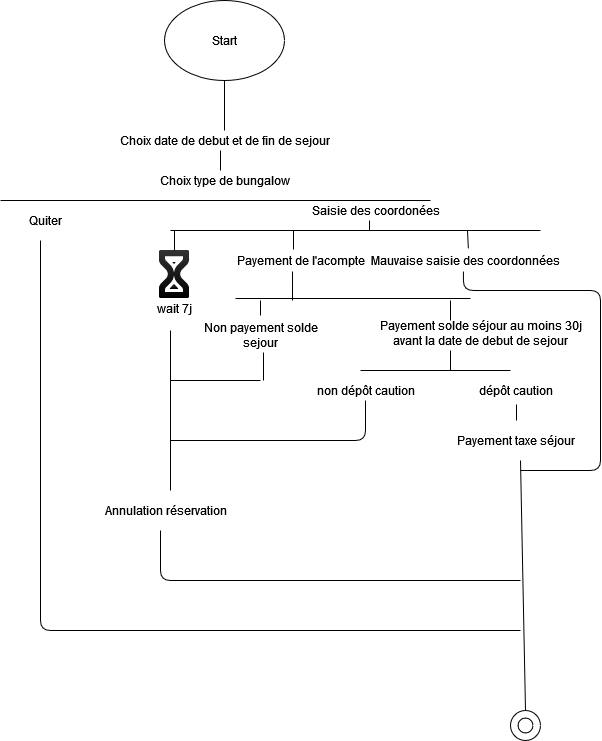 Start
Choix date de debut et de fin de sejour
Choix type de bungalow
Quiter
Saisie des coordonées
Payement de l'acompte
Mauvaise saisie des coordonnées
wait 7j
Non payement solde
sejour
Payement solde séjour au moins 30j
avant la date de debut de sejour
non dépôt caution
dépôt caution
Payement taxe séjour
Annulation réservation